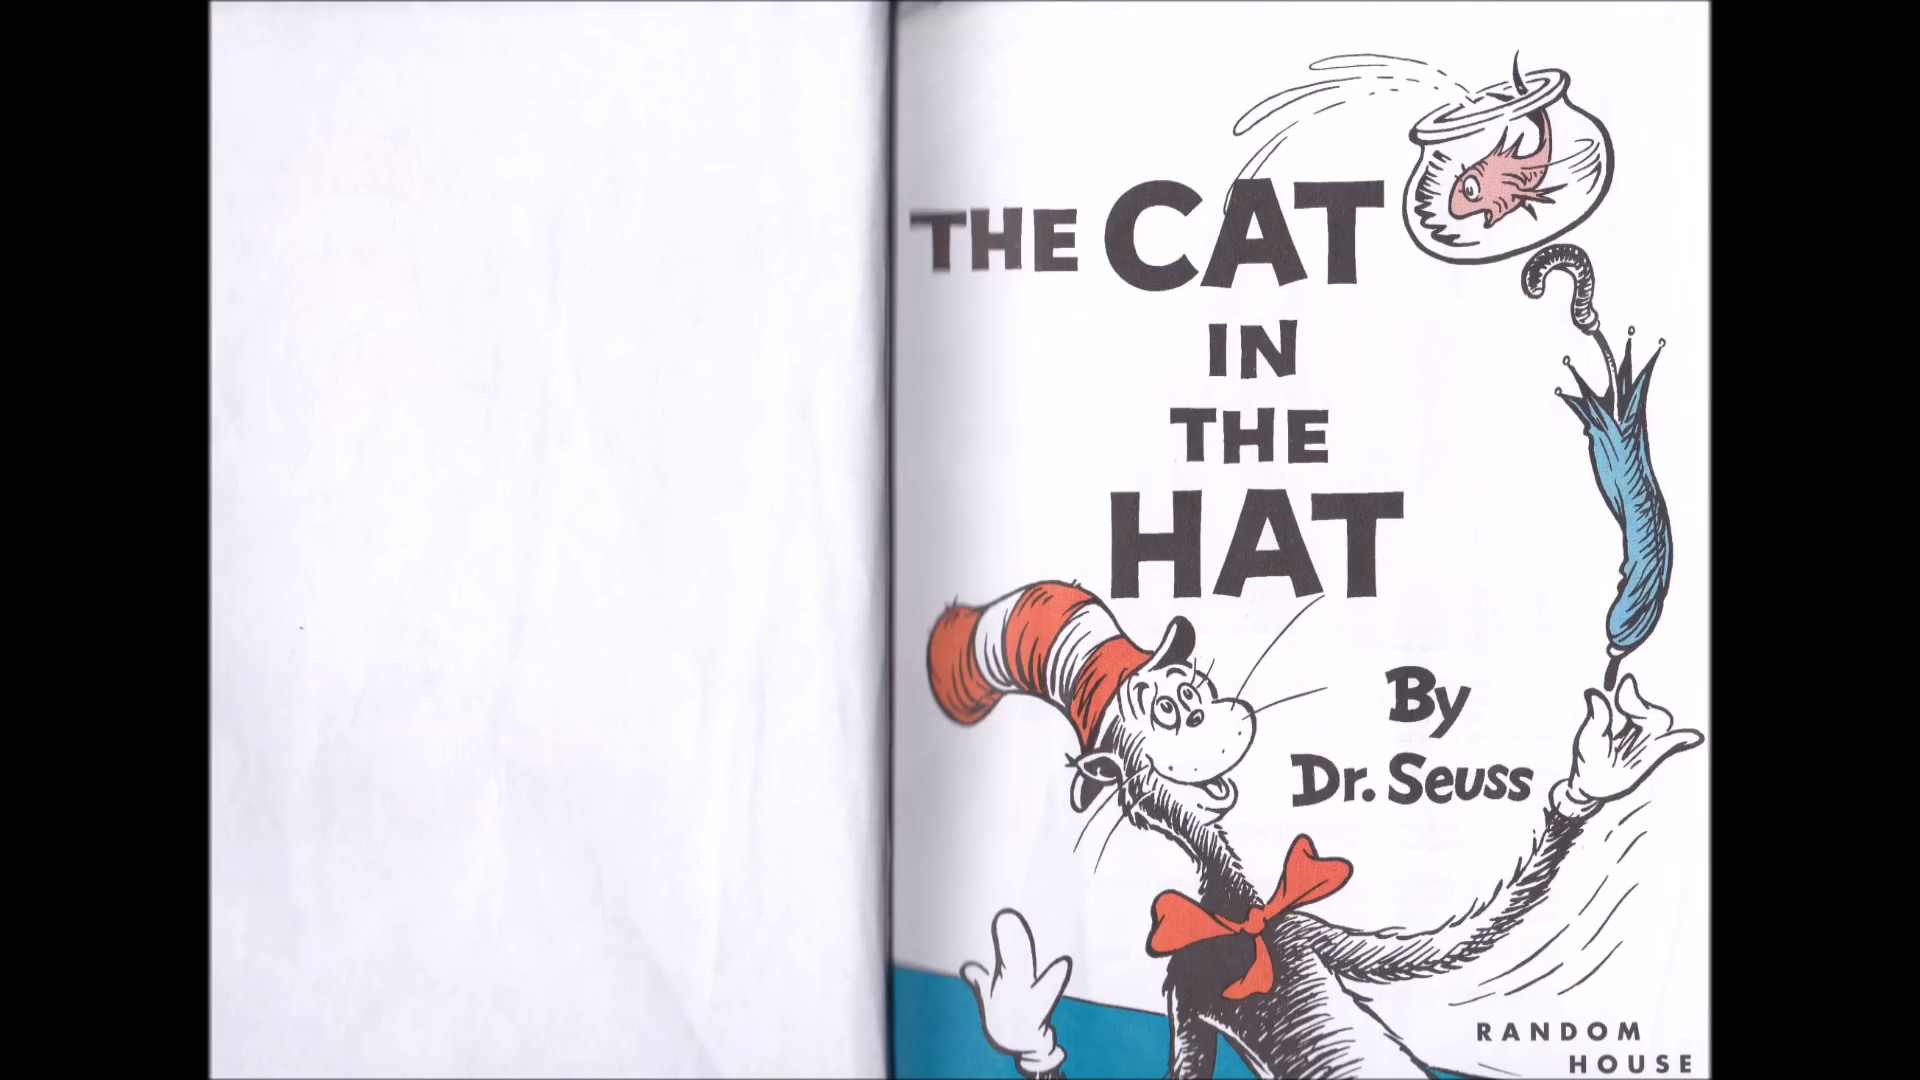 THE CAT
IN
THE
HAT
By
Dr. Seuss
RANDOM
HOUSE